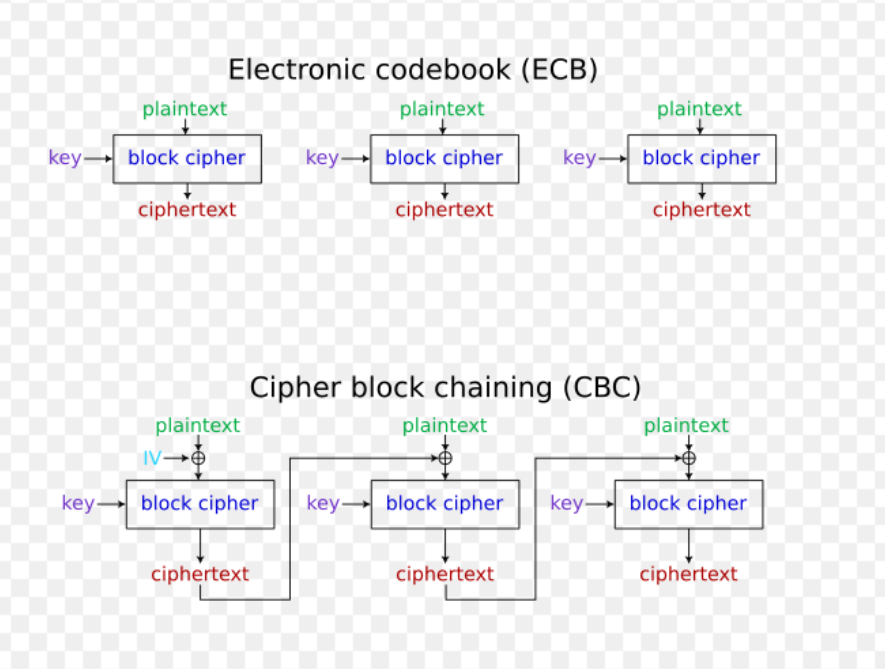 Electronic codebook (ECB)
plaintext plaintext plaintext
key block cipher key block cipher key block cipher
ciphertext ciphertext ciphertext
Cipher block chaining (CBC)
plaintext plaintext plaintext
IV
key block cipher key block cipher key block cipher
ciphertext ciphertext ciphertext